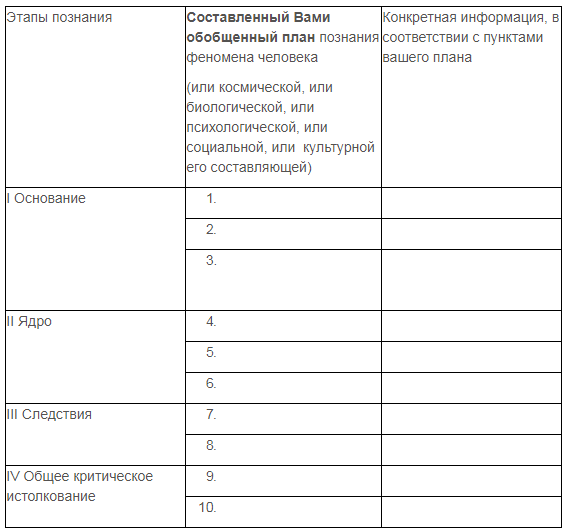 Этапы познания
Составленный Вами
обобщенный план познания
феномена человека
(или космической, или
биологической, или
психологической, или
социальной, или культурной
его составляющей)
Конкретная информация, в
соответствии с пунктами
вашего плана
I Основание
1.
2.
3.
II Ядро
4.
5.
6.
III Следствия
7.
8.
IV Общее критическое
истолкование
9.
10.